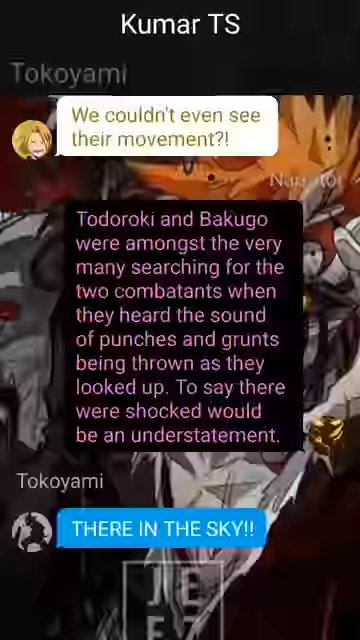 Kumar TS
Tokoyami
We couldn't even see
their movement?!
Narrator
Todoroki and Bakugo
were amongst the very
many searching for the
two combatants when
they heard the sound
of punches and grunts
being thrown as they
looked up. To say there
were shocked would
be an understatement.
Tokoyami
THERE IN THE SKY!!